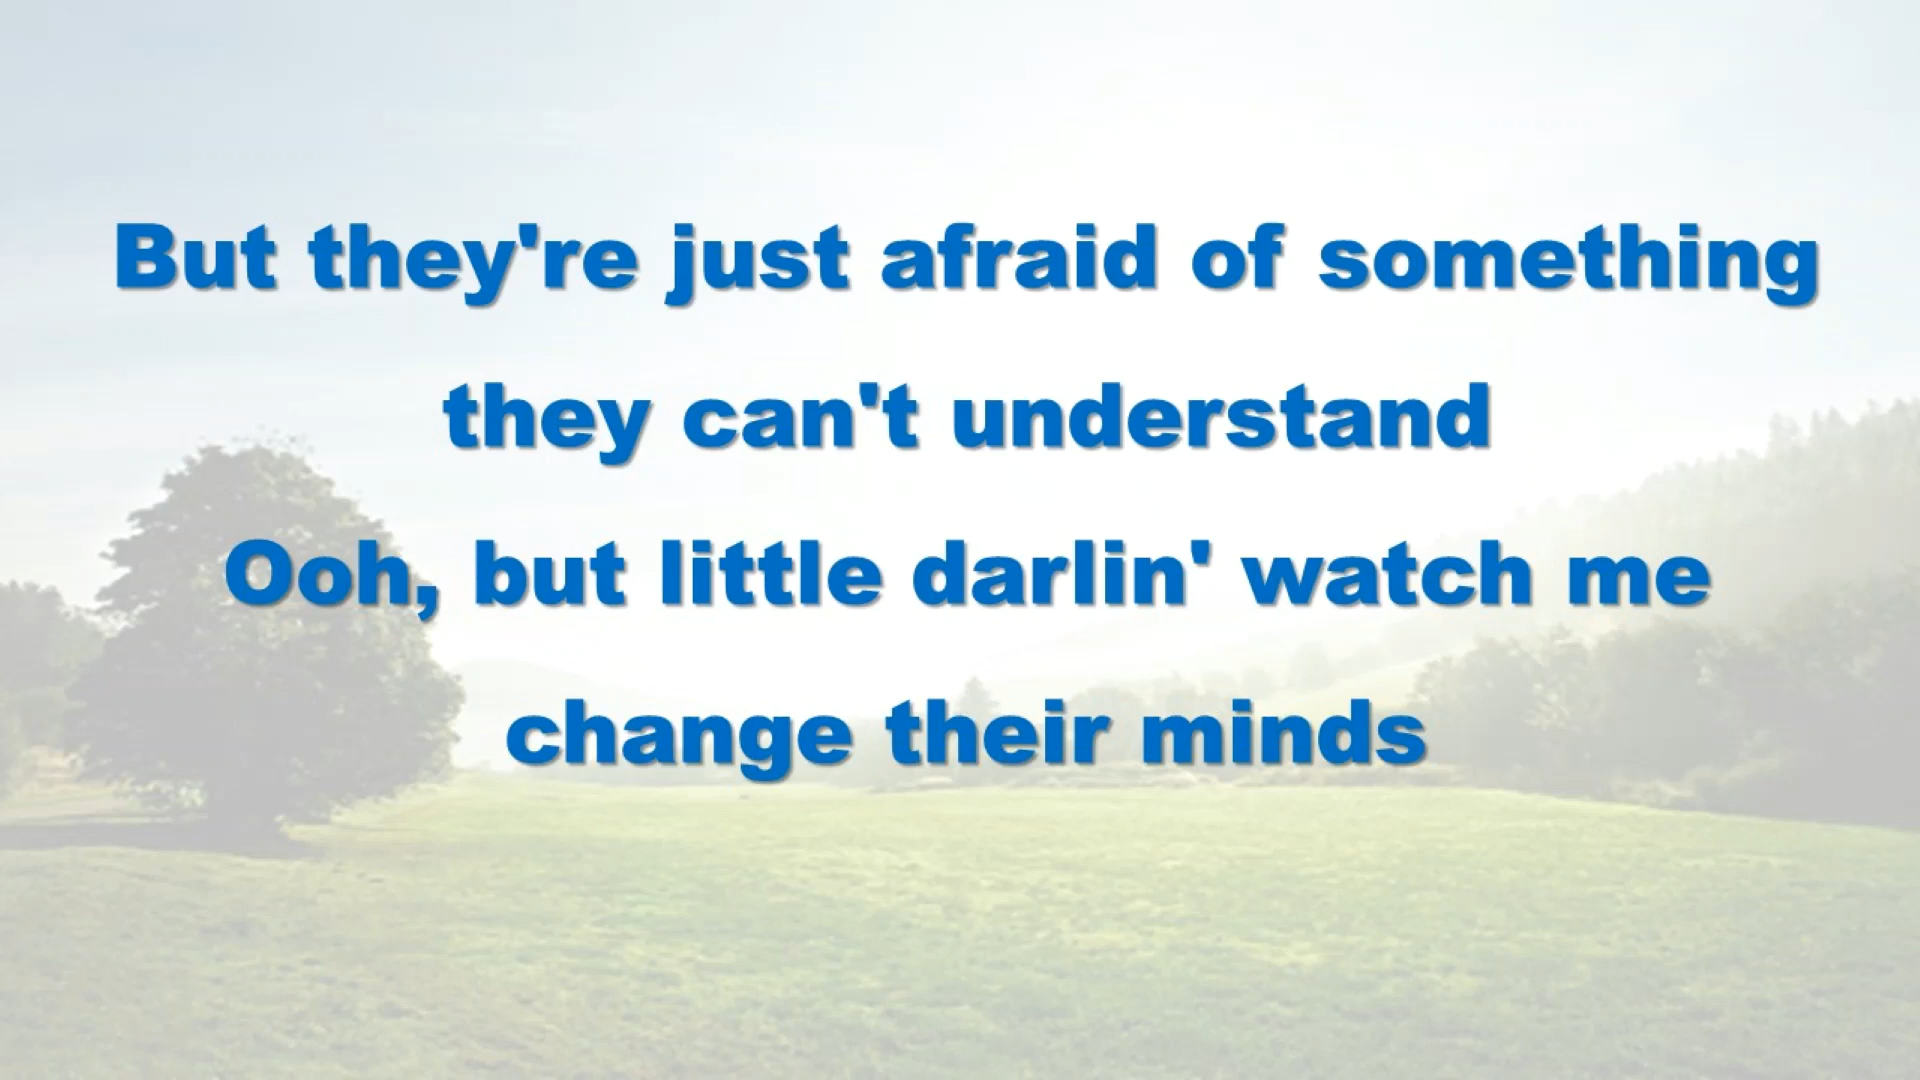 But they're just afraid of something
they can't understand
Ooh, but little darlin' watch me
change their minds